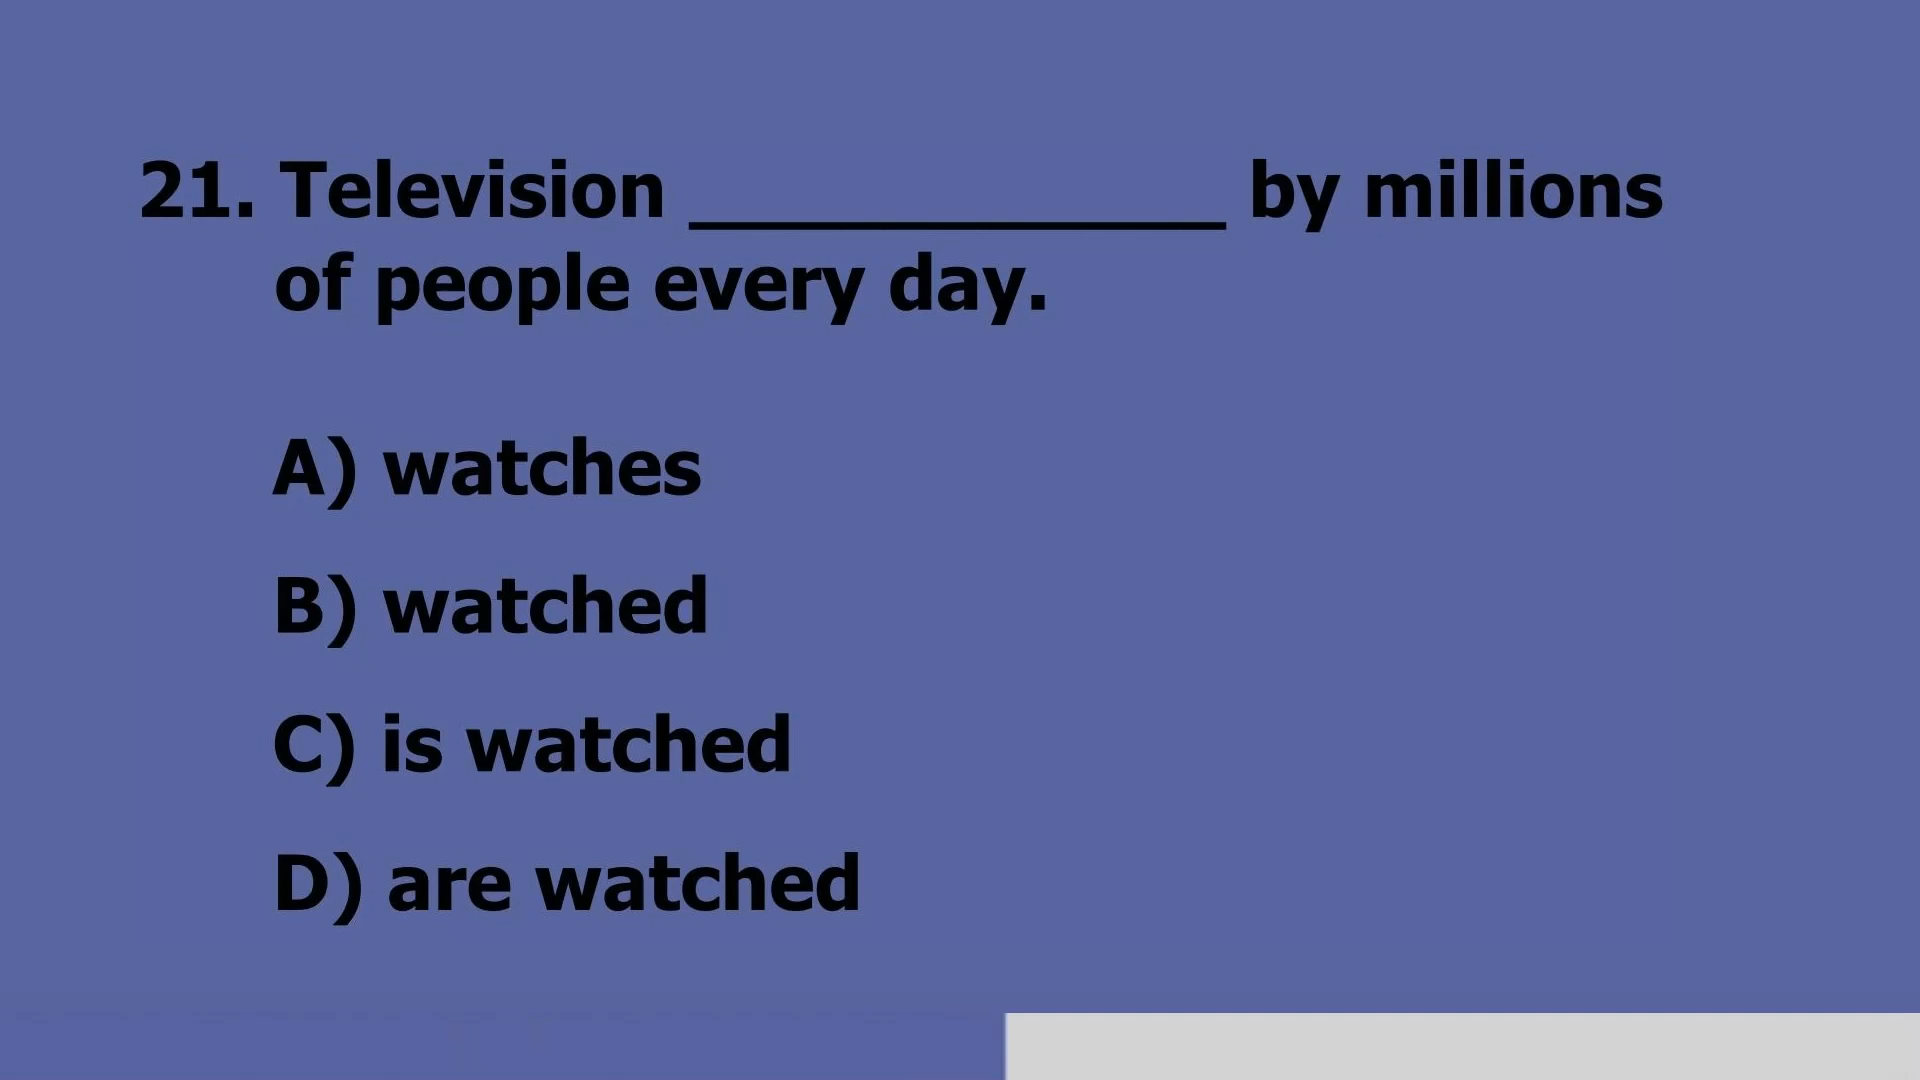 21. Television ______________ by millions
of people every day.
A) watches
B) watched
C) is watched
D) are watched